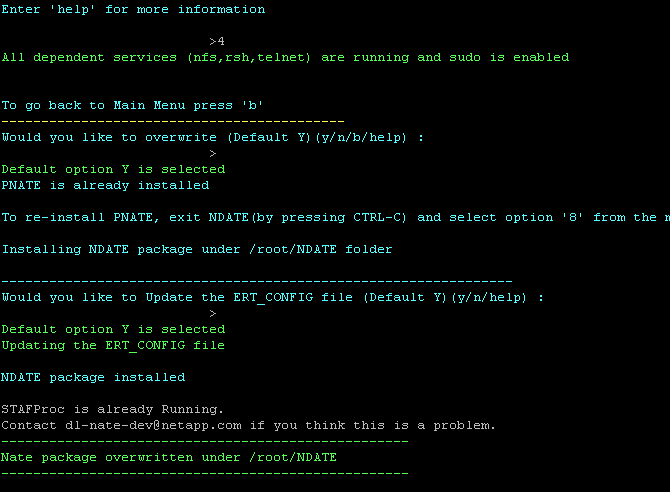 Enter 'help' for more information
>4
All dependent services (nfs,rsh,telnet) are running and sudo is enabled
To go back to Main Menu press 'b'
-------------------------------------------
Would you like to overwrite (Default Y)(y/n/b/help) :
>
Default option Y is selected
PNATE is already installed
To re-install PNATE, exit NDATE(by pressing CTRL-C) and select option '8' from the
Installing NDATE package under /root/NDATE folder
----------------------------------------------------------------
Would you like to Update the ERT_CONFIG file (Default Y)(y/n/help) :
>
Default option Y is selected
Updating the ERT_CONFIG file
NDATE package installed
STAFProc is already Running.
Contact dl-nate-dev@netapp.com if you think this is a problem.
---------------------------------------------------
Nate package overwritten under /root/NDATE
---------------------------------------------------